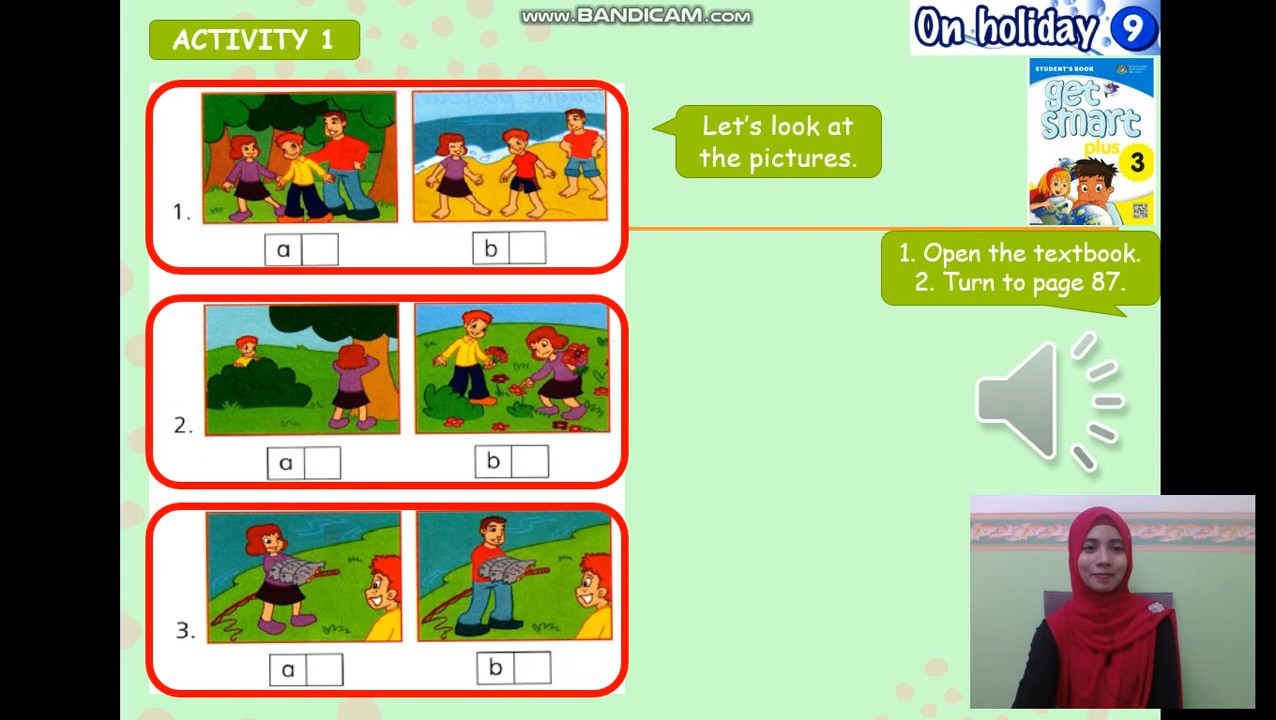 www.BANDICAM.com
ACTIVITY 1
On holiday 9
STUDENT'S BOOK
get
smart
plus
3
Let's look at
the pictures.
1. Open the textbook.
2. Turn to page 87.
1.
a
b
2.
a
b
3.
a
b